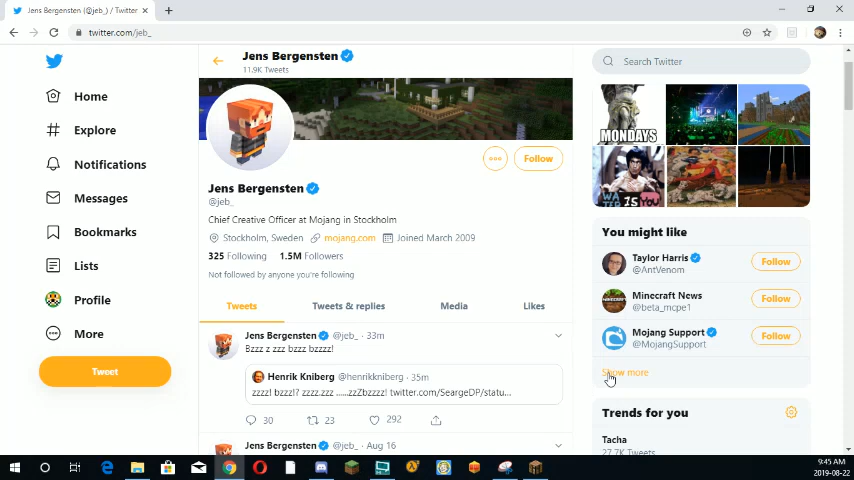 Jens Bergensten (@jeb_) / Twitter
twitter.com/jeb_
Jens Bergensten
11.9K Tweets
Search Twitter
Home
Explore
Notifications
Messages
Bookmarks
Lists
Profile
More
Tweet
Follow
Jens Bergensten
@jeb_
Chief Creative Officer at Mojang in Stockholm
Stockholm, Sweden mojang.com Joined March 2009
325 Following 1.5M Followers
Not followed by anyone you're following
Tweets Tweets & replies Media Likes
Jens Bergensten @jeb_ · 33m
Bzzz z zzz bzzz bzzzz!
Henrik Kniberg @henrikkniberg · 35m
zzzz! bzzz!? zzzz.zzz ......zzZbzzzz! twitter.com/SeargeDP/statu...
30 23 292
Jens Bergensten @jeb_ · Aug 16
MONDAYS
WATER IS YOU
You might like
Taylor Harris
@AntVenom
Follow
Minecraft News
@beta_mcpe1
Follow
Mojang Support
@MojangSupport
Follow
Show more
Trends for you
Tacha
27.7K Tweets
9:45 AM
2019-08-22